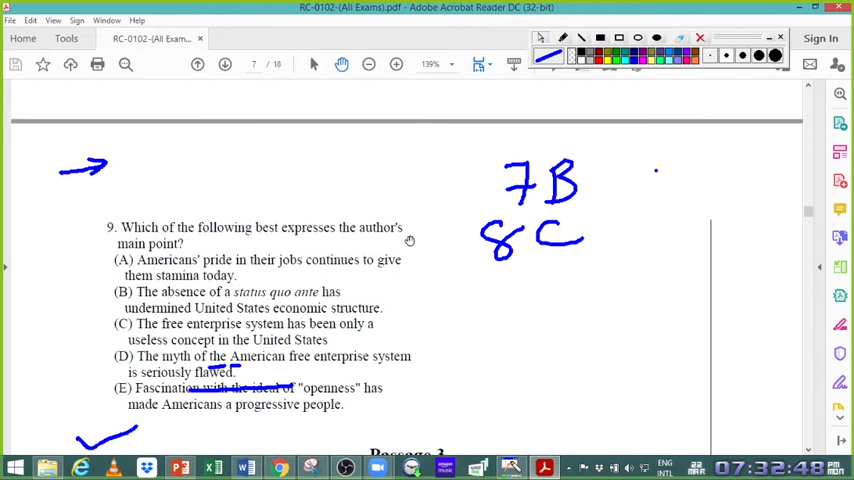 RC-0102-(All Exams).pdf - Adobe Acrobat Reader DC (32-bit)
File Edit View Sign Window Help
Home Tools RC-0102-(All Exam... × Sign In
7 / 18 139%
7 B
8 C
9. Which of the following best expresses the author's
main point?
(A) Americans' pride in their jobs continues to give
them stamina today.
(B) The absence of a status quo ante has
undermined United States economic structure.
(C) The free enterprise system has been only a
useless concept in the United States
(D) The myth of the American free enterprise system
is seriously flawed.
(E) Fascination with the ideal of "openness" has
made Americans a progressive people.
Passage 3
ENG
INTL
22
MAR
07:32:48 PM
MON